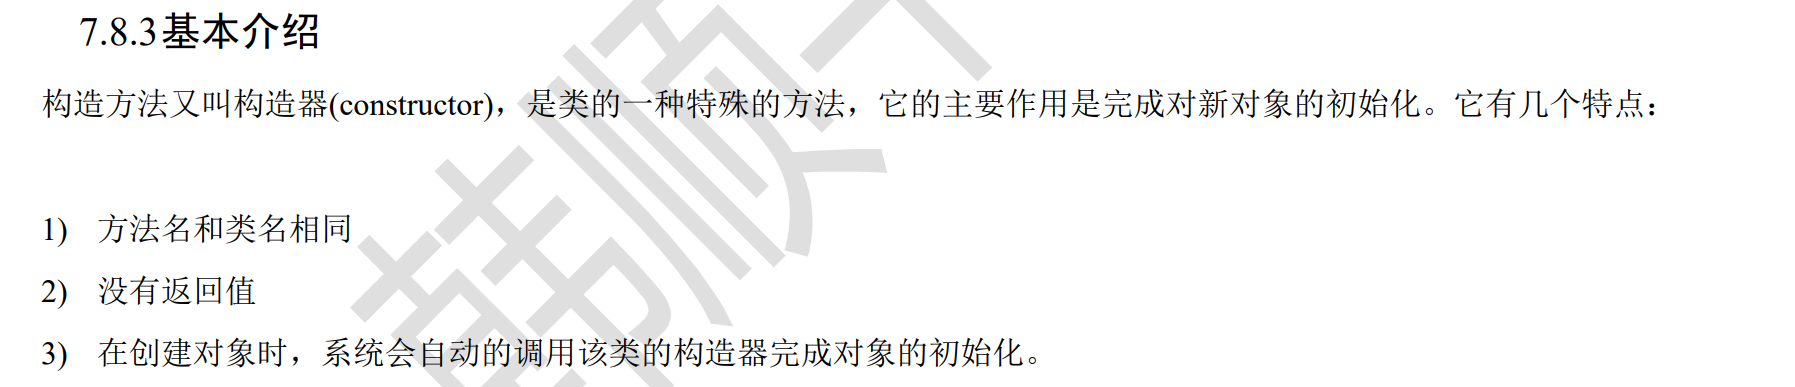 7.8.3基本介绍
构造方法又叫构造器(constructor)，是类的一种特殊的方法，它的主要作用是完成对新对象的初始化。它有几个特点：
1) 方法名和类名相同
2) 没有返回值
3) 在创建对象时，系统会自动的调用该类的构造器完成对象的初始化。
韩顺